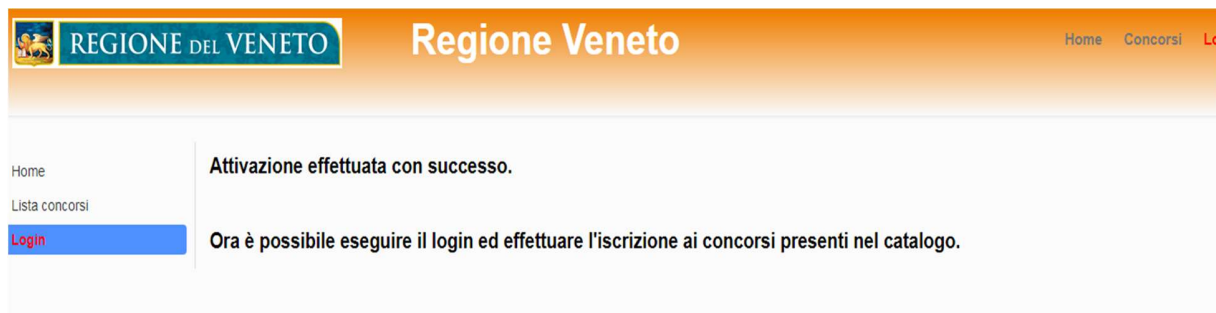 REGIONE DEL VENETO
Regione Veneto
Home Concorsi Lo
Home
Lista concorsi
Login
Attivazione effettuata con successo.
Ora è possibile eseguire il login ed effettuare l'iscrizione ai concorsi presenti nel catalogo.